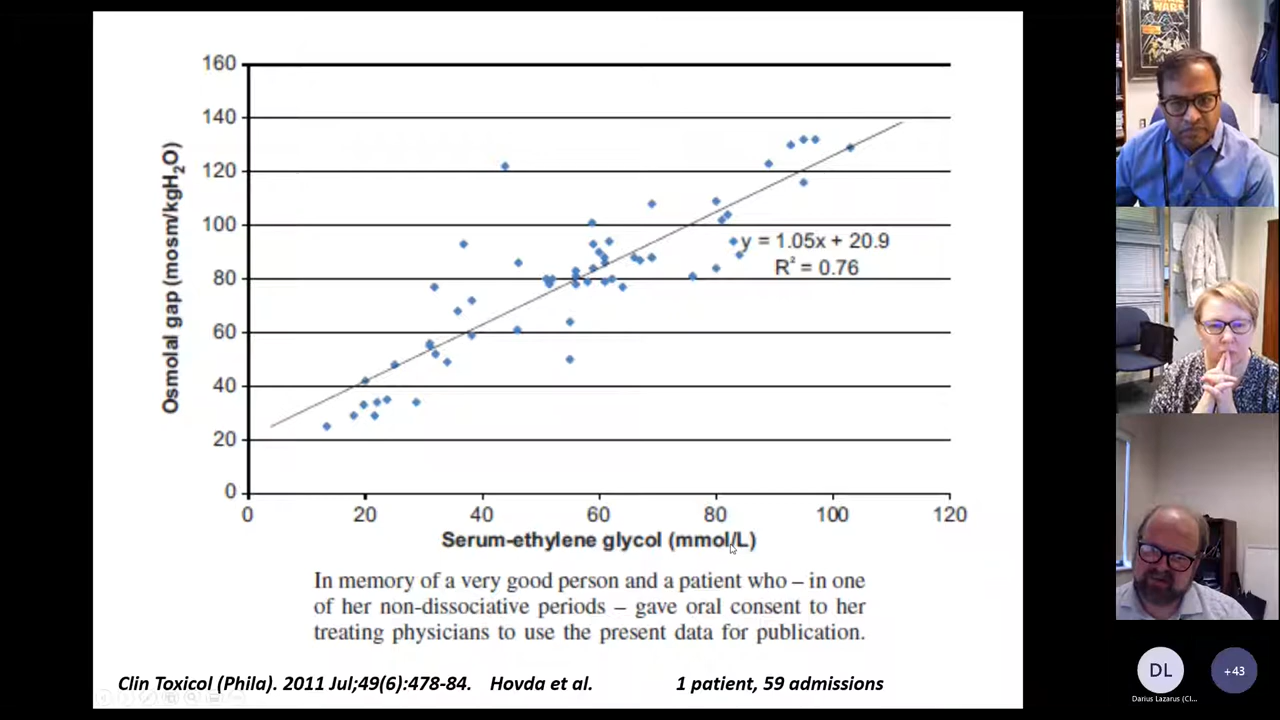 160
140
120
100
80
60
40
20
0
Osmolal gap (mosm/kgH₂O)
y = 1.05x + 20.9
R² = 0.76
0 20 40 60 80 100 120
Serum-ethylene glycol (mmol/L)
In memory of a very good person and a patient who – in one
of her non-dissociative periods – gave oral consent to her
treating physicians to use the present data for publication.
Clin Toxicol (Phila). 2011 Jul;49(6):478-84. Hovda et al. 1 patient, 59 admissions
WARS
DL
+43
Darius Lazarus (Cl...